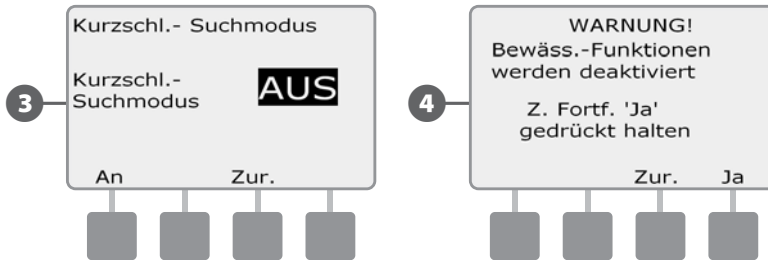 Kurzschl.- Suchmodus
3
Kurzschl.-
Suchmodus
AUS
An
Zur.
4
WARNUNG!
Bewäss.-Funktionen
werden deaktiviert
Z. Fortf. 'Ja'
gedrückt halten
Zur.
Ja